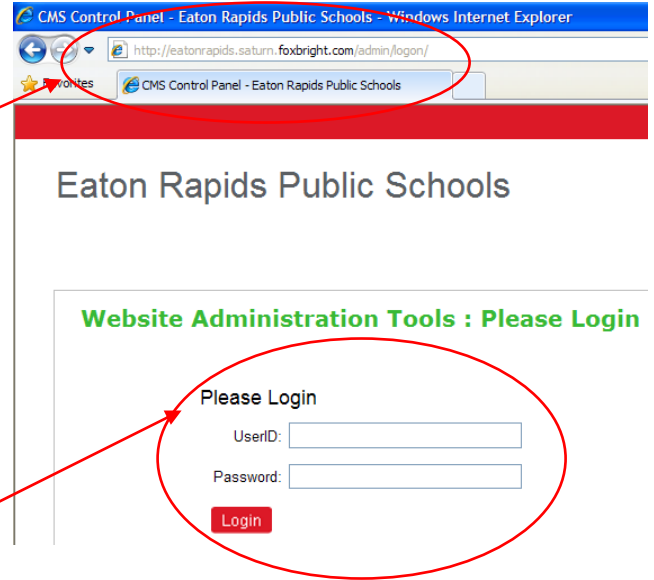 CMS Control Panel - Eaton Rapids Public Schools - Windows Internet Explorer
http://eatonrapids.saturn.foxbright.com/admin/logon/
Favorites CMS Control Panel - Eaton Rapids Public Schools
Eaton Rapids Public Schools
Website Administration Tools : Please Login
Please Login
UserID:
Password:
Login